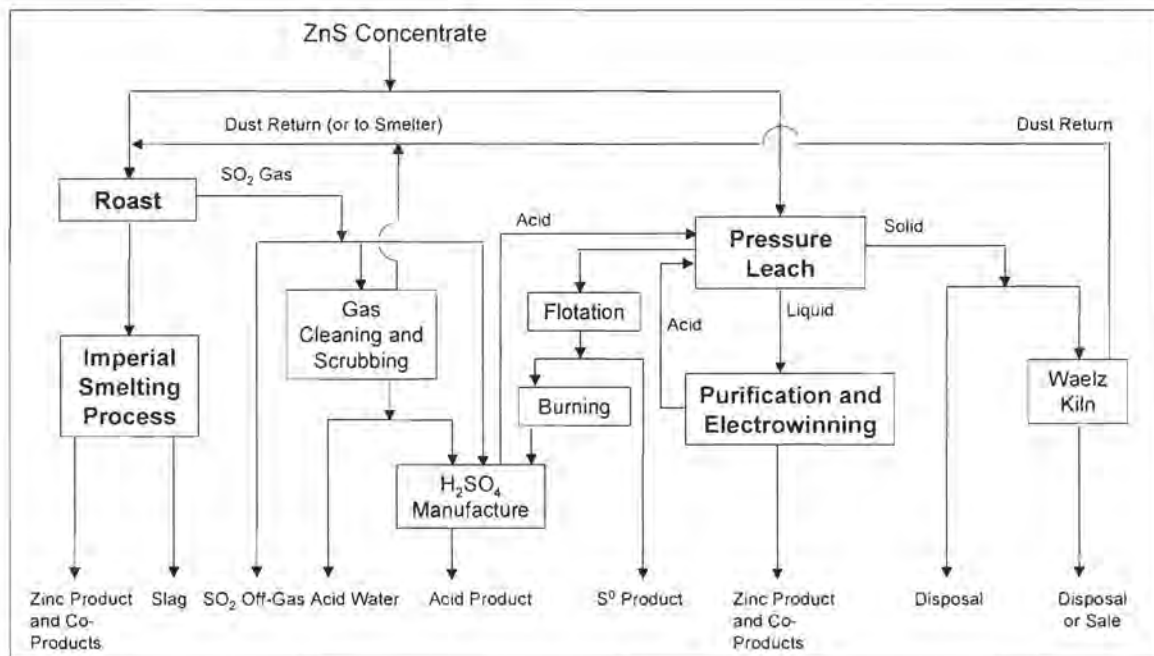 ZnS Concentrate
Dust Return (or to Smelter)
Dust Return
SO₂ Gas
Roast
Acid
Solid
Pressure
Leach
Gas
Cleaning and
Scrubbing
Flotation
Acid
Liquid
Imperial
Smelting
Process
Burning
Purification and
Electrowinning
Waelz
Kiln
H₂SO₄
Manufacture
Zinc Product
and Co-
Products
Slag
SO₂ Off-Gas
Acid Water
Acid Product
S⁰ Product
Zinc Product
and Co-
Products
Disposal
Disposal
or Sale